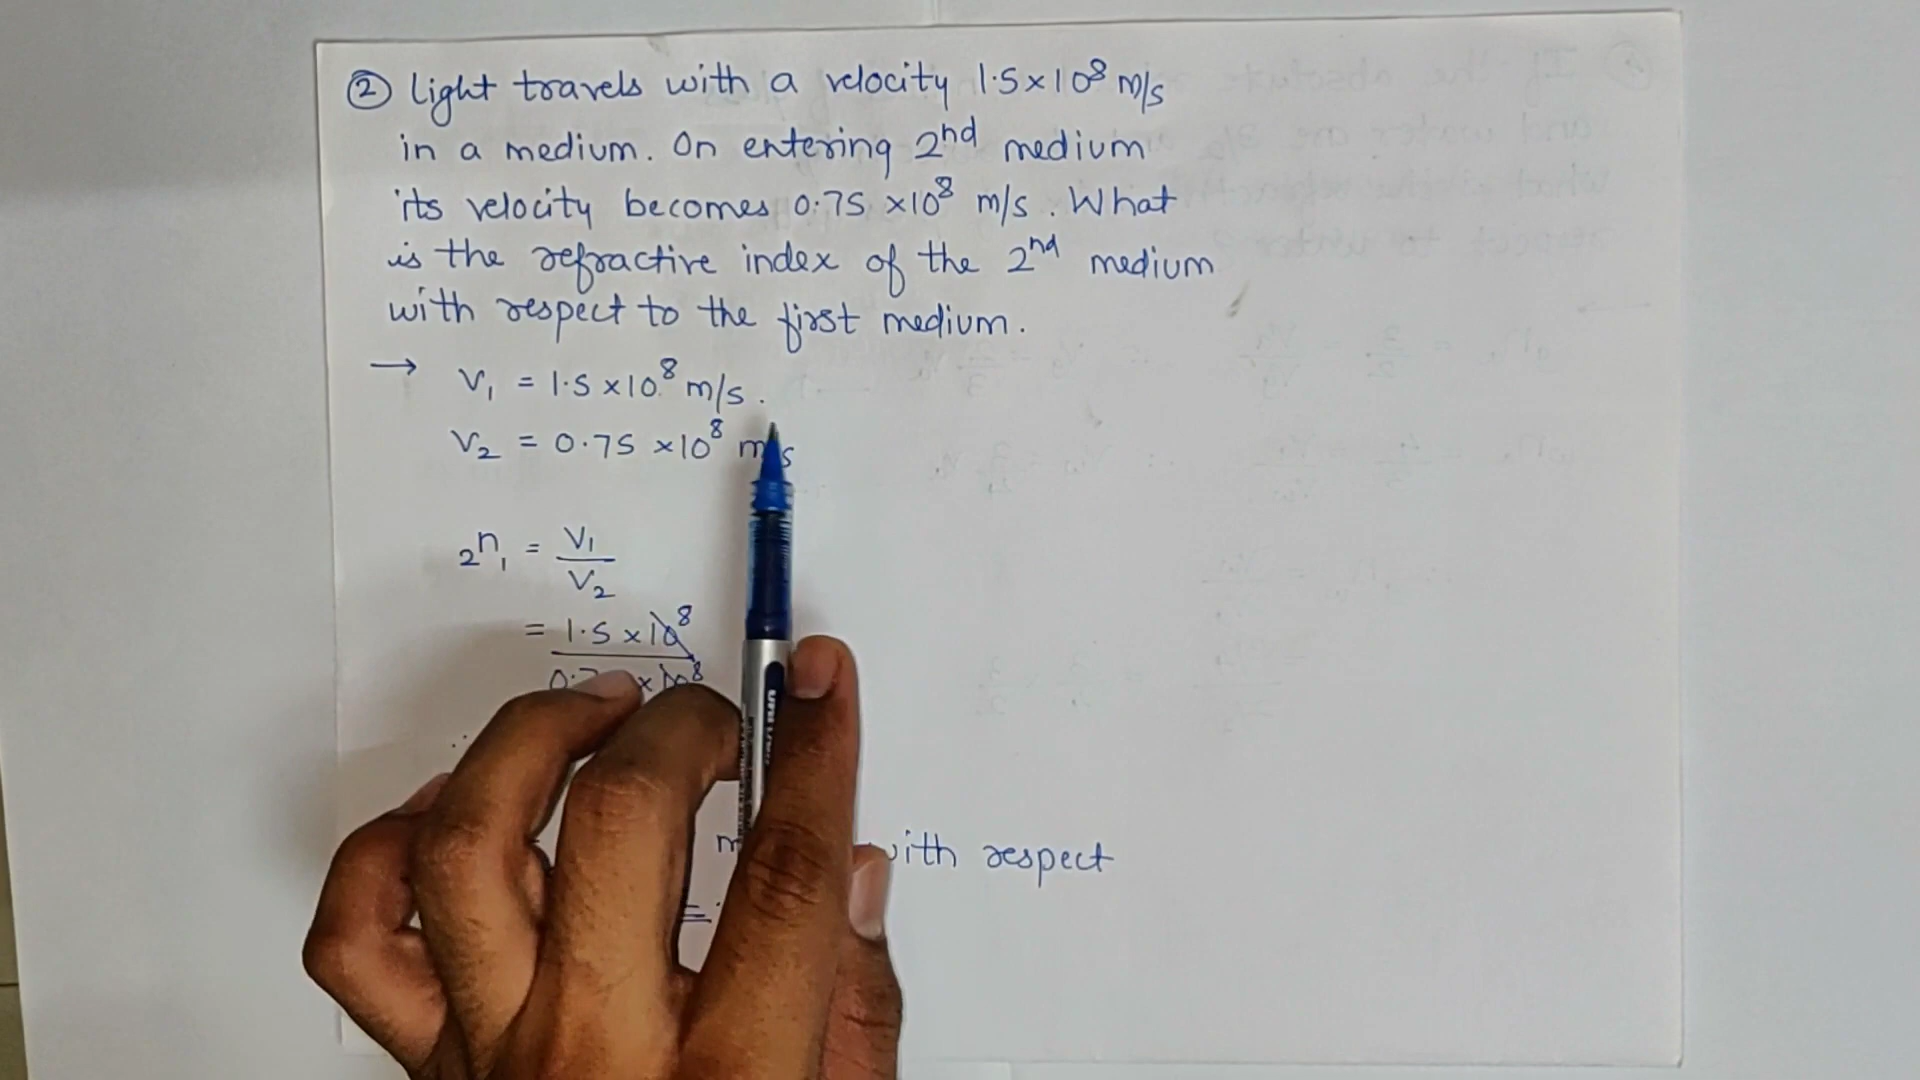 ② Light travels with a velocity 1.5×10⁸ m/s
in a medium. On entering 2nd medium
its velocity becomes 0.75 ×10⁸ m/s. What
is the refractive index of the 2nd medium
with respect to the first medium.
→ V₁ = 1.5 ×10⁸ m/s.
V₂ = 0.75 ×10⁸ m/s
₂n₁ = V₁/V₂
= 1.5 ×10⁸
×10⁸
∴
with respect